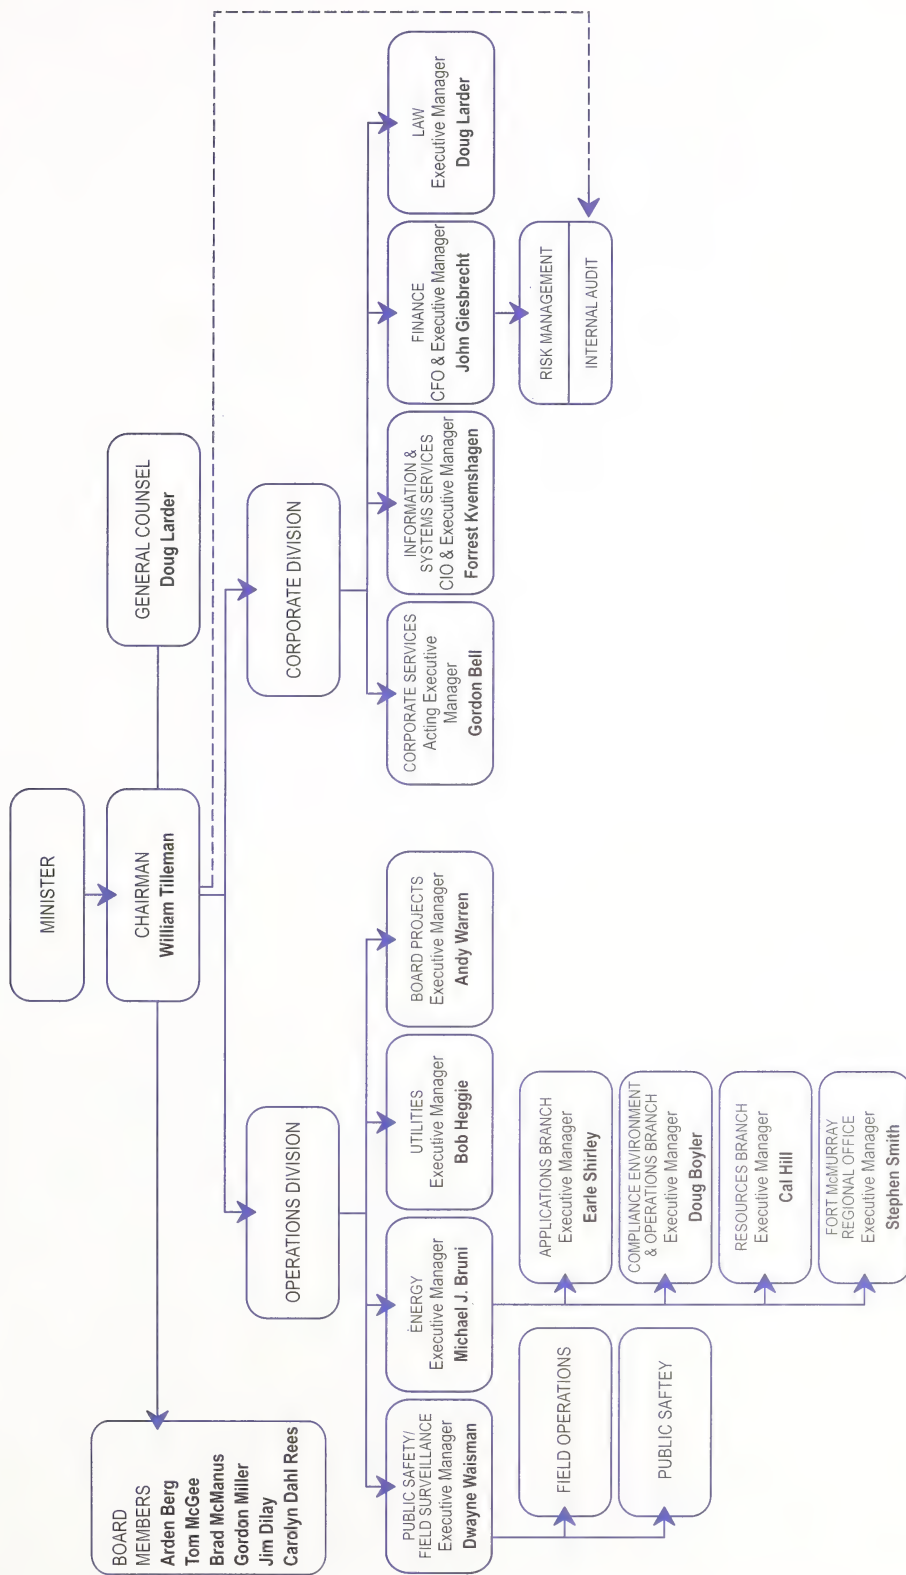 MINISTER
CHAIRMAN
William Tilleman
GENERAL COUNSEL
Doug Larder
BOARD
MEMBERS
Arden Berg
Tom McGee
Brad McManus
Gordon Miller
Jim Dilay
Carolyn Dahl Rees
OPERATIONS DIVISION
CORPORATE DIVISION
PUBLIC SAFETY/
FIELD SURVEILLANCE
Executive Manager
Dwayne Waisman
ENERGY
Executive Manager
Michael J. Bruni
UTILITIES
Executive Manager
Bob Heggie
BOARD PROJECTS
Executive Manager
Andy Warren
CORPORATE SERVICES
Acting Executive
Manager
Gordon Bell
INFORMATION &
SYSTEMS SERVICES
CIO & Executive Manager
Forrest Kvemshagen
FINANCE
CFO & Executive Manager
John Giesbrecht
LAW
Executive Manager
Doug Larder
FIELD OPERATIONS
PUBLIC SAFTEY
APPLICATIONS BRANCH
Executive Manager
Earle Shirley
COMPLIANCE ENVIRONMENT
& OPERATIONS BRANCH
Executive Manager
Doug Boyler
RESOURCES BRANCH
Executive Manager
Cal Hill
FORT McMURRAY
REGIONAL OFFICE
Executive Manager
Stephen Smith
RISK MANAGEMENT
INTERNAL AUDIT